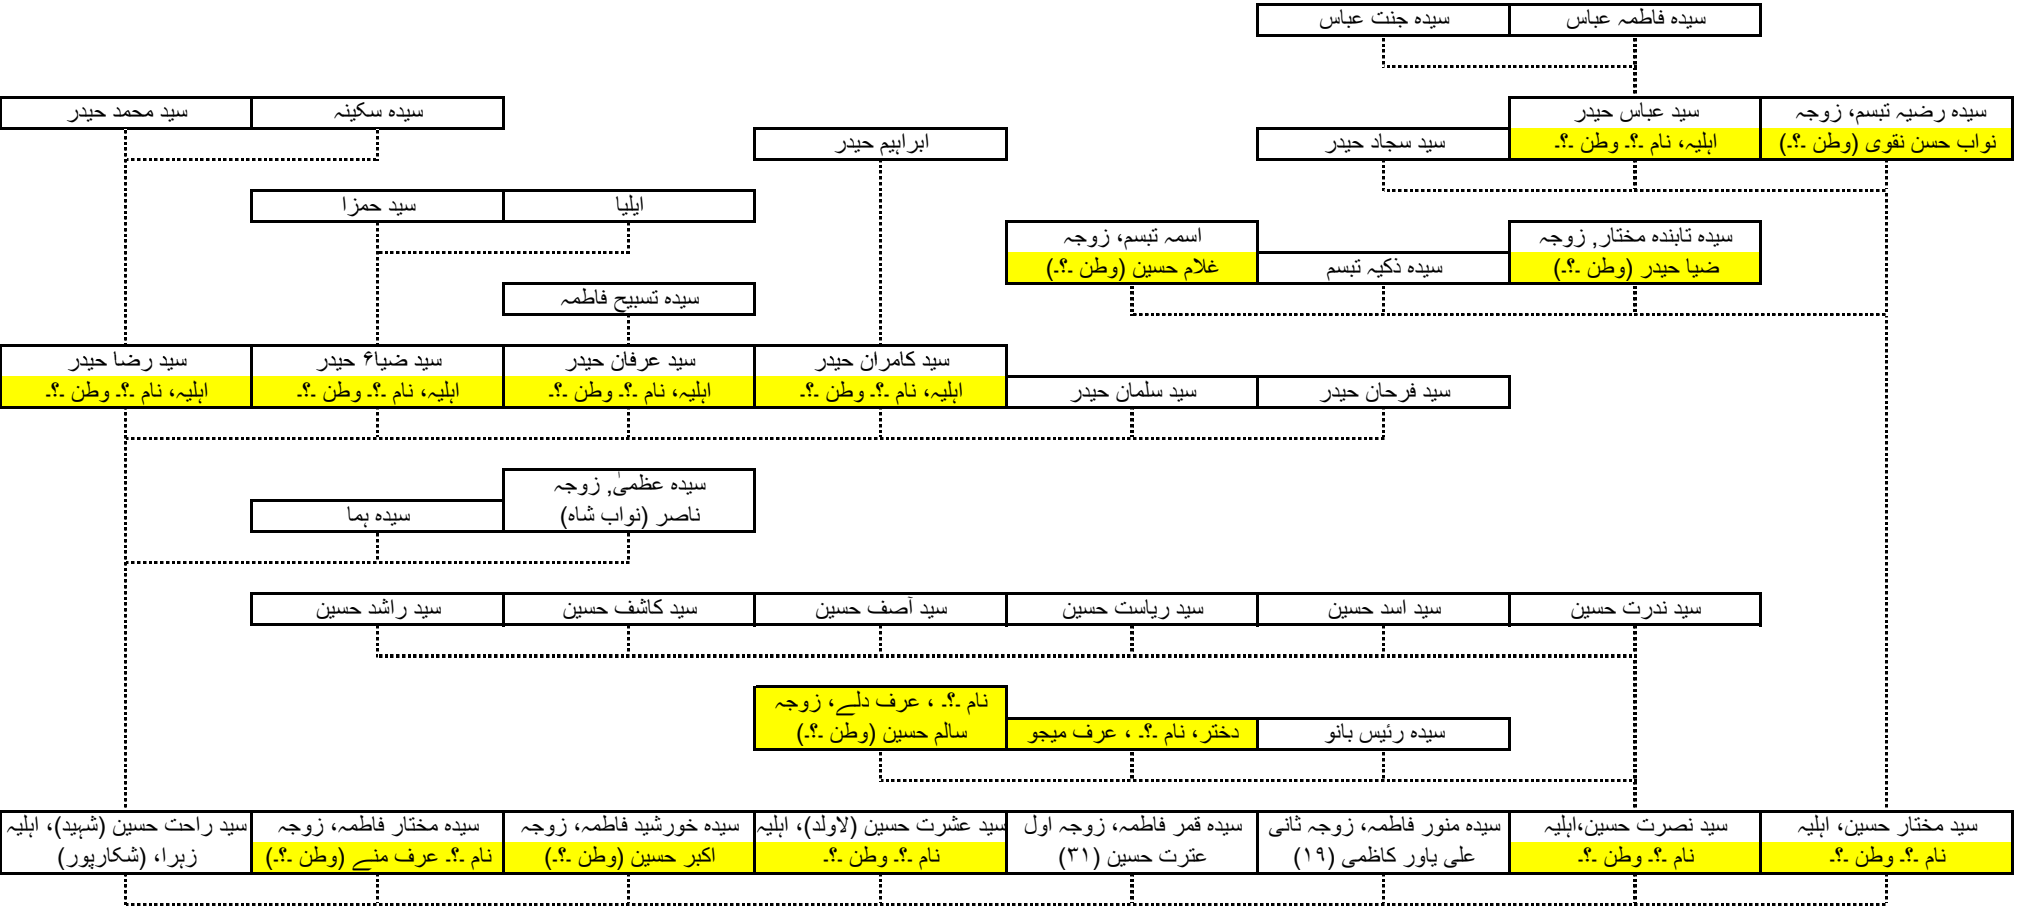 سیدہ فاطمہ عباس
سیدہ جنت عباس
سیدہ رضیہ تبسم، زوجہ
نواب حسن نقوی (وطن ۔؟۔)
سید عباس حیدر
اہلیہ، نام ۔؟۔ وطن ۔؟۔
سید سجاد حیدر
ابراہیم حیدر
سیدہ سکینہ
سید محمد حیدر
ایلیا
سید حمزا
سیدہ تابندہ مختار, زوجہ
ضیا حیدر (وطن ۔؟۔)
سیدہ ذکیہ تبسم
اسمہ تبسم، زوجہ
غلام حسین (وطن ۔؟۔)
سیدہ تسبیح فاطمہ
سید فرحان حیدر
سید سلمان حیدر
سید کامران حیدر
اہلیہ، نام ۔؟۔ وطن ۔؟۔
سید عرفان حیدر
اہلیہ، نام ۔؟۔ وطن ۔؟۔
سید ضیا۶ حیدر
اہلیہ، نام ۔؟۔ وطن ۔؟۔
سید رضا حیدر
اہلیہ، نام ۔؟۔ وطن ۔؟۔
سیدہ عظمیٰ, زوجہ
ناصر (نواب شاہ)
سیدہ ہما
سید ندرت حسین
سید اسد حسین
سید ریاست حسین
سید آصف حسین
سید کاشف حسین
سید راشد حسین
سیدہ رئیس بانو
دختر، نام ۔؟۔ ، عرف میجو
نام ۔؟۔ ، عرف دلے، زوجہ
سالم حسین (وطن ۔؟۔)
سید مختار حسین، اہلیہ
نام ۔؟۔ وطن ۔؟۔
سید نصرت حسین،اہلیہ
نام ۔؟۔ وطن ۔؟۔
سیدہ منور فاطمہ، زوجہ ثانی
علی یاور کاظمی (۱۹)
سیدہ قمر فاطمہ، زوجہ اول
عترت حسین (۳۱)
سید عشرت حسین (لاولد)، اہلیہ
نام ۔؟۔ وطن ۔؟۔
سیدہ خورشید فاطمہ، زوجہ
اکبر حسین (وطن ۔؟۔)
سیدہ مختار فاطمہ، زوجہ
نام ۔؟۔ عرف منے (وطن ۔؟۔)
سید راحت حسین (شہید)، اہلیہ
زہرا، (شکارپور)